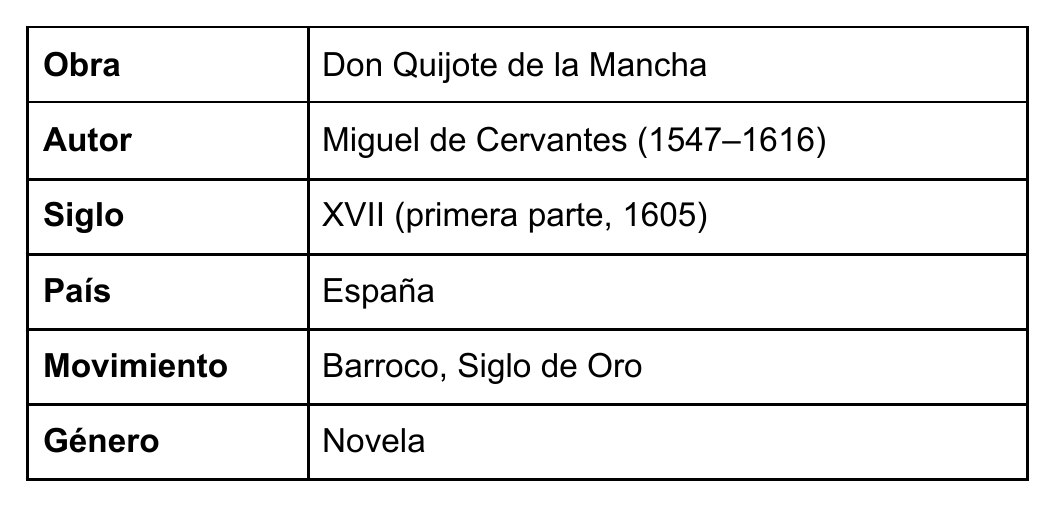 Obra Don Quijote de la Mancha
Autor Miguel de Cervantes (1547–1616)
Siglo XVII (primera parte, 1605)
País España
Movimiento Barroco, Siglo de Oro
Género Novela